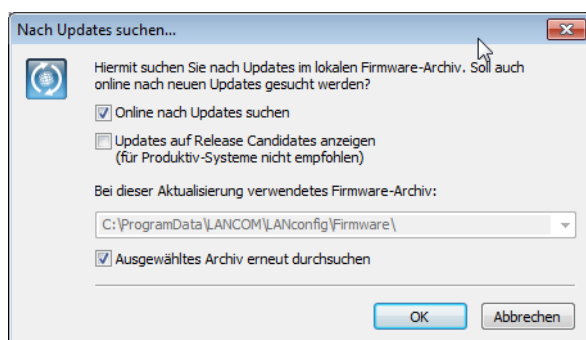 Nach Updates suchen...
Hiermit suchen Sie nach Updates im lokalen Firmware-Archiv. Soll auch
online nach neuen Updates gesucht werden?
Online nach Updates suchen
Updates auf Release Candidates anzeigen
(für Produktiv-Systeme nicht empfohlen)
Bei dieser Aktualisierung verwendetes Firmware-Archiv:
C:\ProgramData\LANCOM\LANconfig\Firmware\
Ausgewähltes Archiv erneut durchsuchen
OK Abbrechen